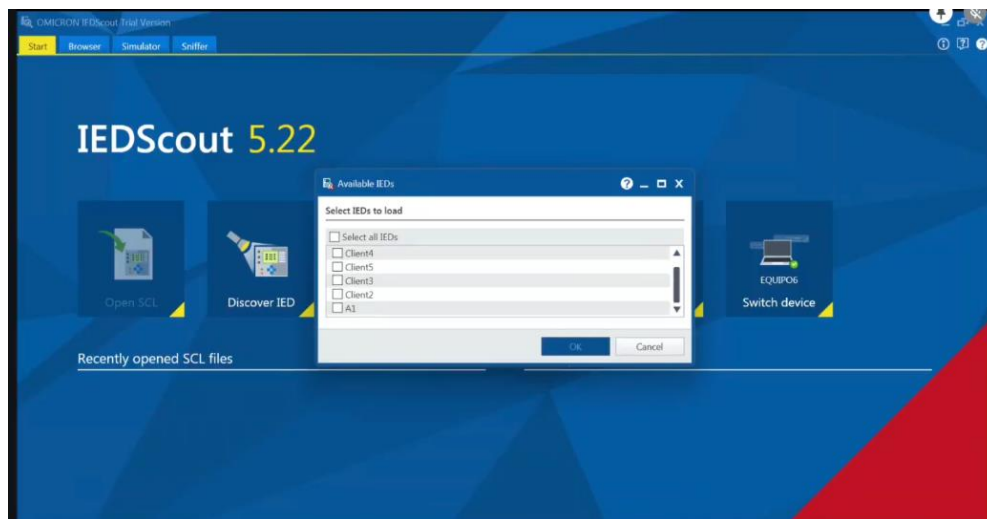 OMICRON IEDScout Trial Version
Start Browser Simulator Sniffer
IEDScout 5.22
Available IEDs
Select IEDs to load
Select all IEDs
Client4
Client5
Client3
Client2
A1
OK Cancel
Open SCL
Discover IED
EQUIPO6
Switch device
Recently opened SCL files